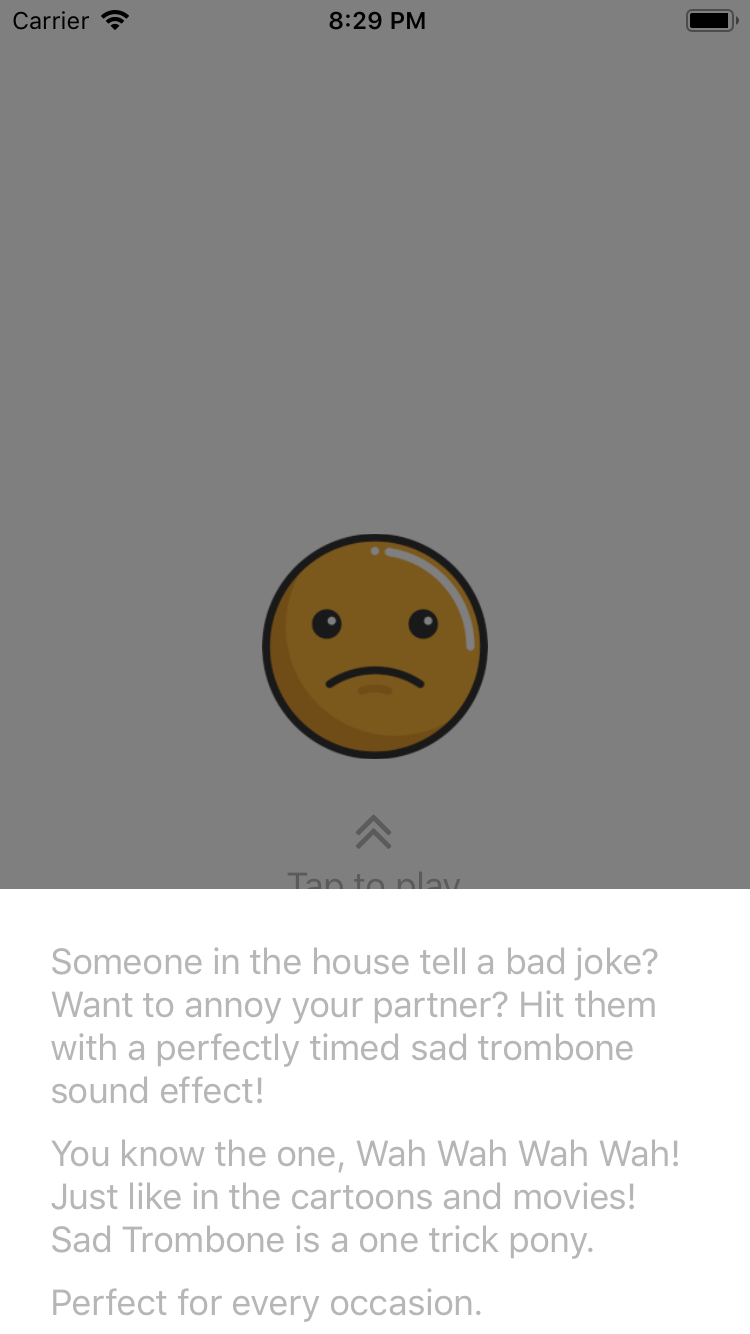 Carrier 8:29 PM
Tap to play
Someone in the house tell a bad joke?
Want to annoy your partner? Hit them
with a perfectly timed sad trombone
sound effect!
You know the one, Wah Wah Wah Wah!
Just like in the cartoons and movies!
Sad Trombone is a one trick pony.
Perfect for every occasion.